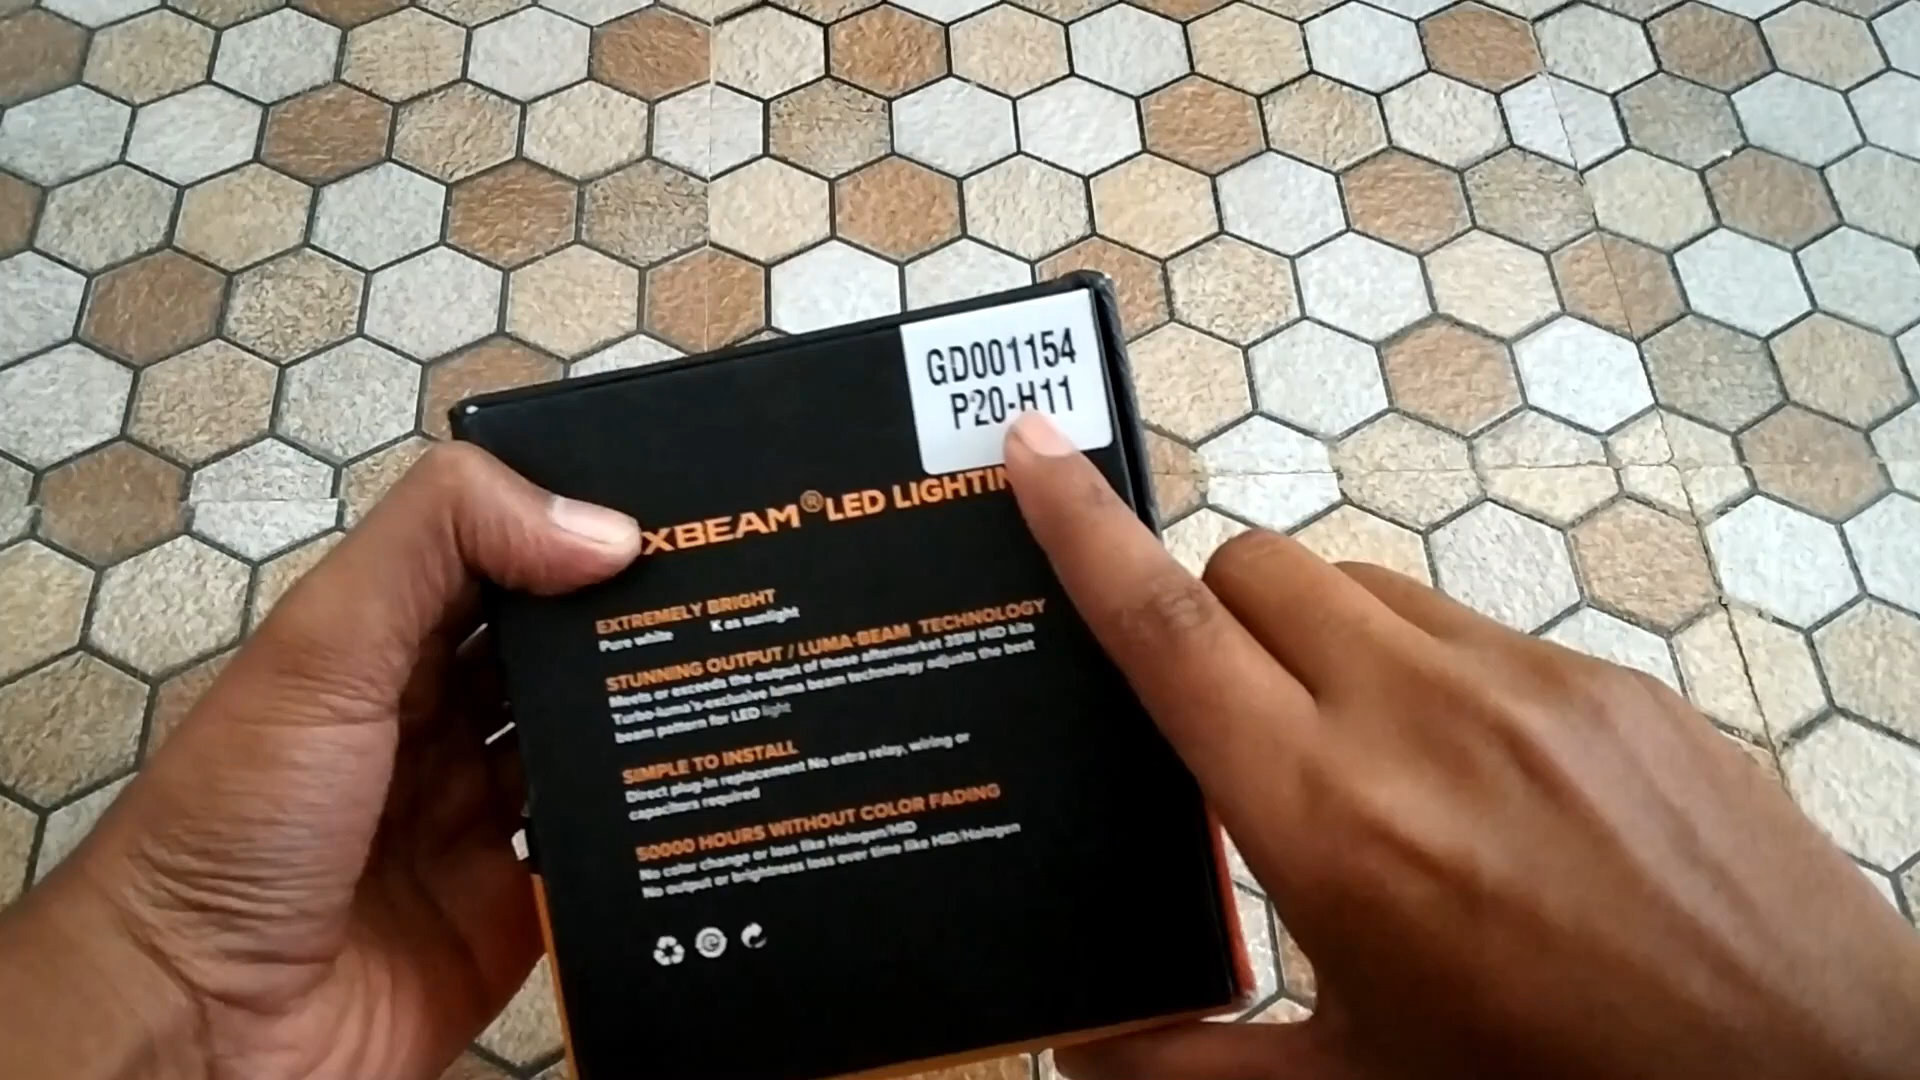 GD001154
P20-H11
XBEAM® LED LIGHTIN
EXTREMELY BRIGHT
Pure white K as sunlight
STUNNING OUTPUT / LUMA-BEAM TECHNOLOGY
Meets or exceeds the output of those aftermarket 35W HID kits
Turbo-luma's-exclusive luma beam technology adjusts the best
beam pattern for LED light
SIMPLE TO INSTALL
Direct plug-in replacement No extra relay, wiring or
capacitors required
50000 HOURS WITHOUT COLOR FADING
No color change or loss like Halogen/HID
No output or brightness loss over time like HID/Halogen